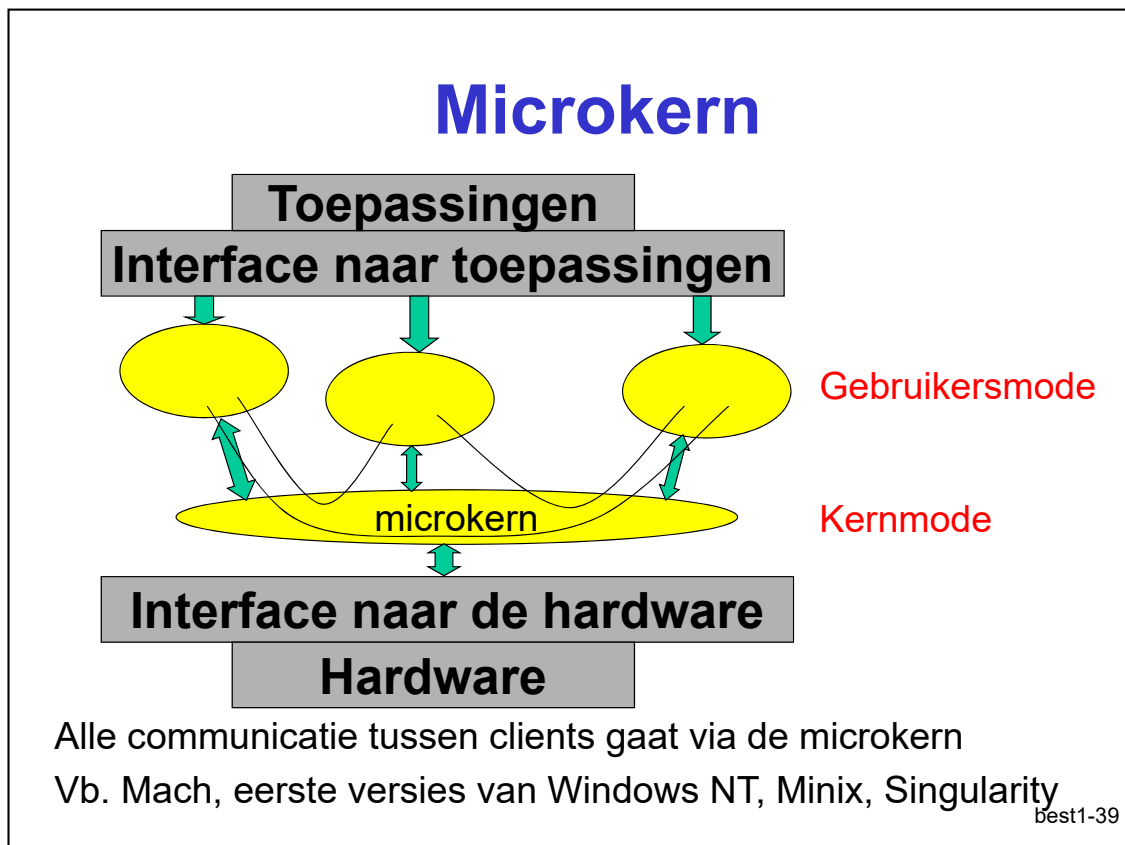 Microkern
Toepassingen
Interface naar toepassingen
Gebruikersmode
microkern
Kernmode
Interface naar de hardware
Hardware
Alle communicatie tussen clients gaat via de microkern
Vb. Mach, eerste versies van Windows NT, Minix, Singularity
best1-39